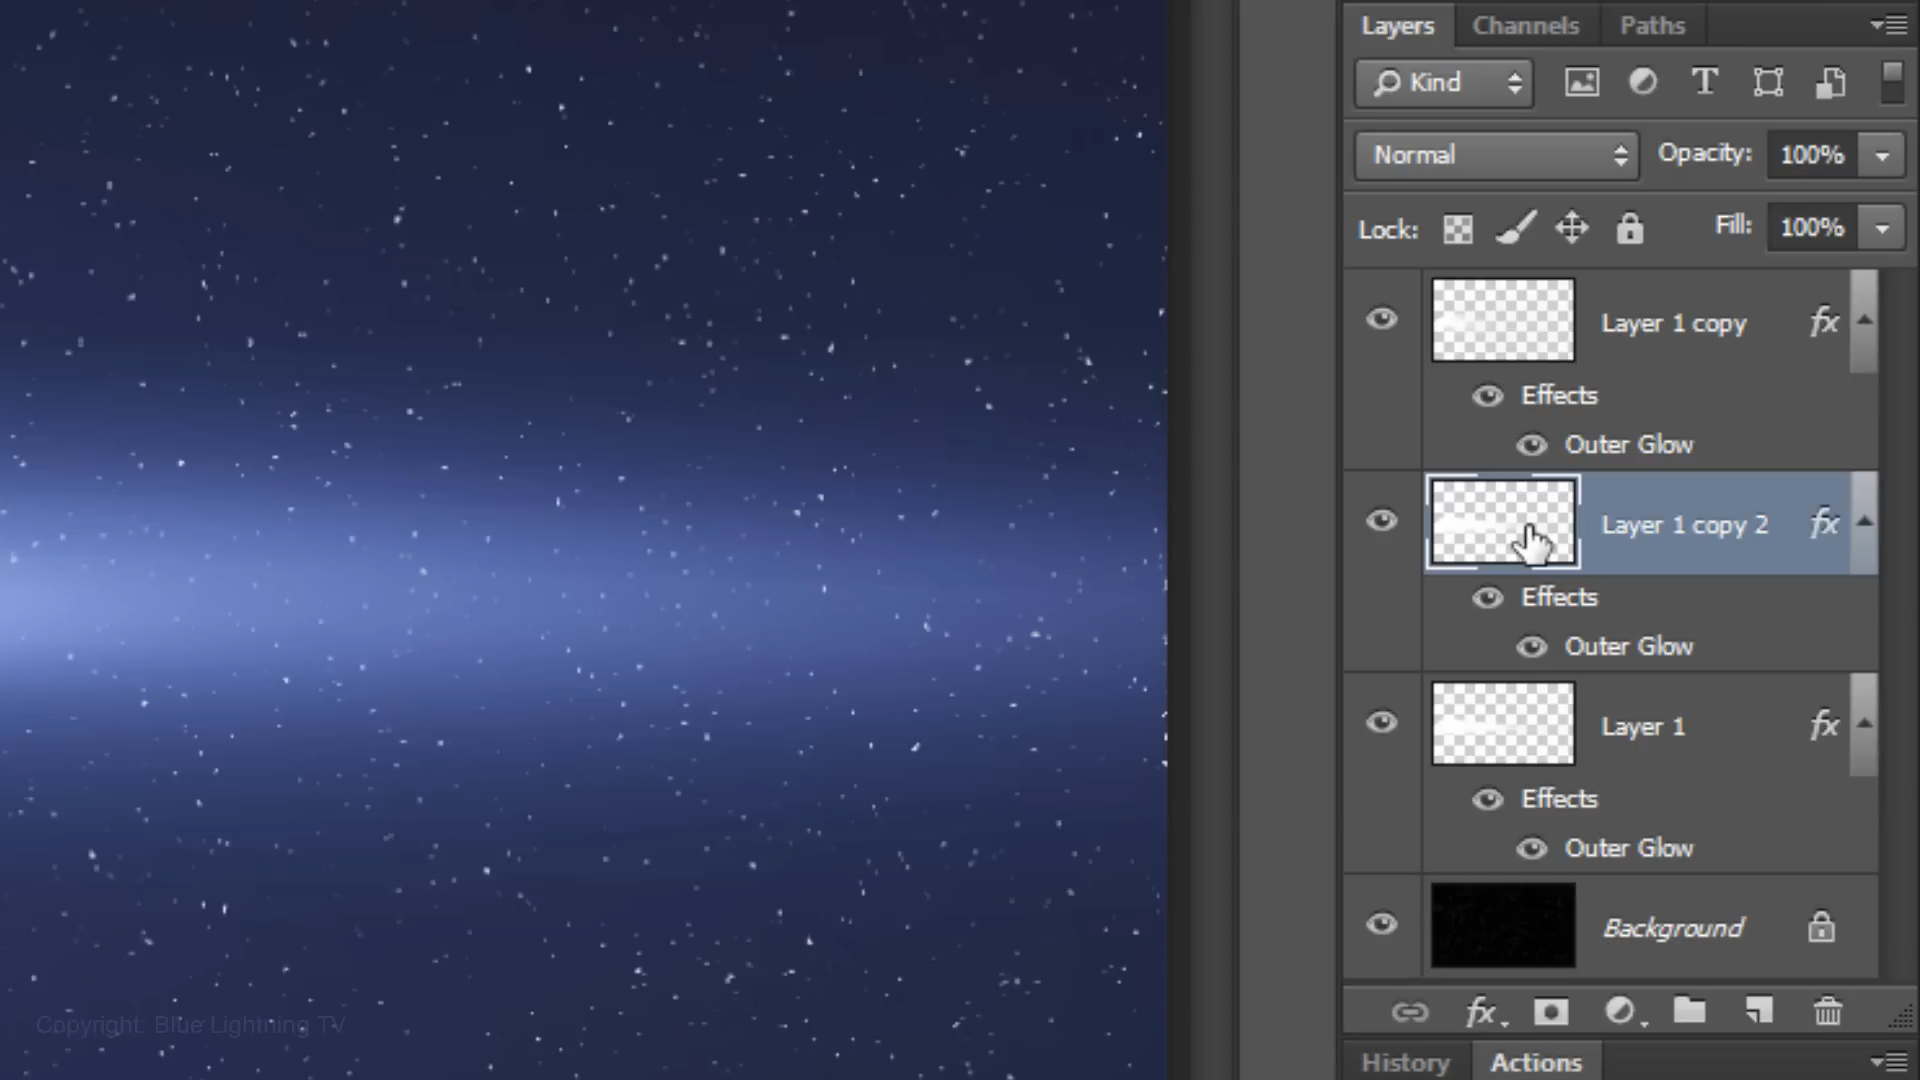 Layers Channels Paths
Kind T
Normal Opacity: 100%
Lock: Fill: 100%
Layer 1 copy fx
Effects
Outer Glow
Layer 1 copy 2 fx
Effects
Outer Glow
Layer 1 fx
Effects
Outer Glow
Background
fx
Copyright: Blue Lightning TV
History Actions